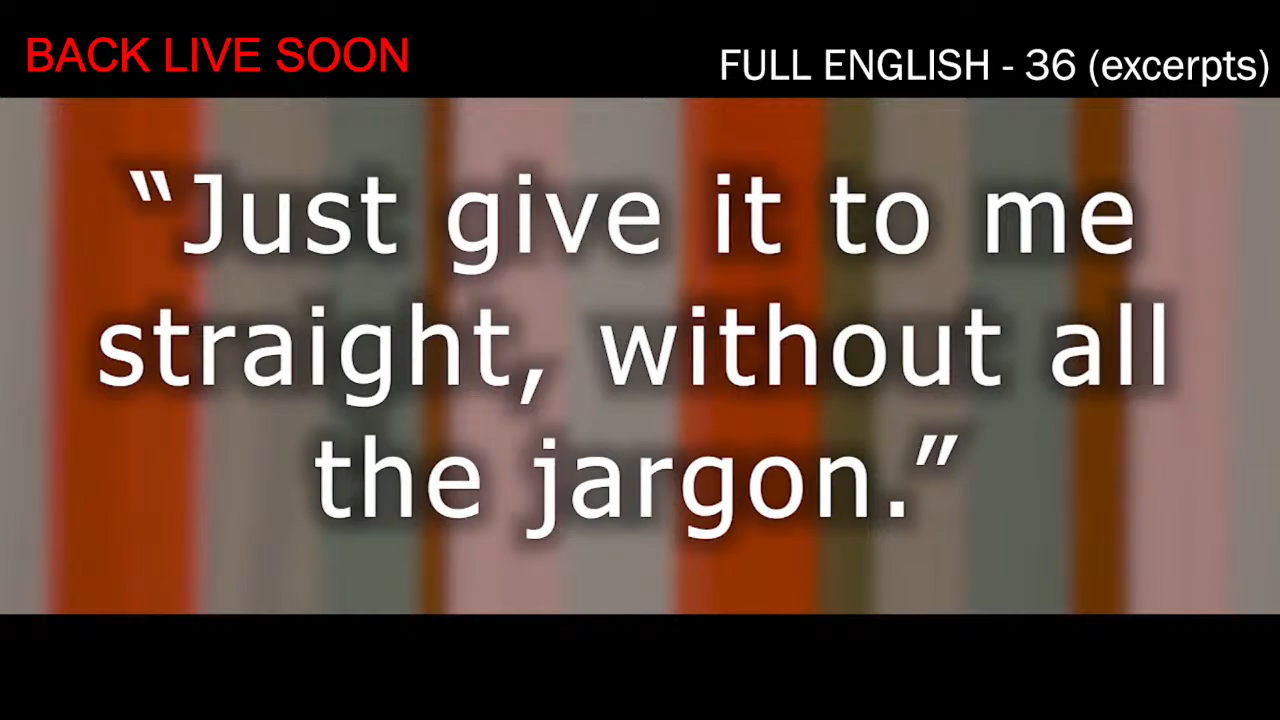 BACK LIVE SOON
FULL ENGLISH - 36 (excerpts)
“Just give it to me
straight, without all
the jargon.”